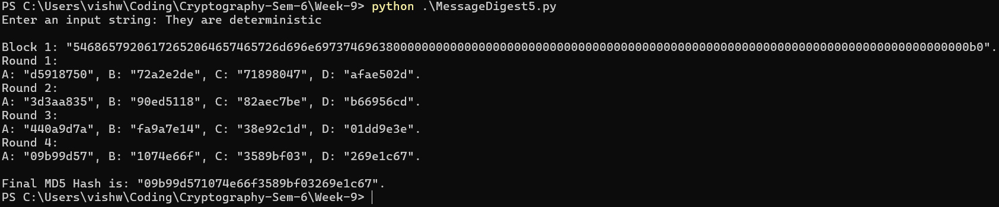 PS C:\Users\vishw\Coding\Cryptography-Sem-6\Week-9> python .\MessageDigest5.py
Enter an input string: They are deterministic
Block 1: "54686579206172652064657465726d696e69737469638000000000000000000000000000000000000000000000000000000000000000000000000000000000b0".
Round 1:
A: "d5918750", B: "72a2e2de", C: "71898047", D: "afae502d".
Round 2:
A: "3d3aa835", B: "90ed5118", C: "82aec7be", D: "b66956cd".
Round 3:
A: "440a9d7a", B: "fa9a7e14", C: "38e92c1d", D: "01dd9e3e".
Round 4:
A: "09b99d57", B: "1074e66f", C: "3589bf03", D: "269e1c67".
Final MD5 Hash is: "09b99d571074e66f3589bf03269e1c67".
PS C:\Users\vishw\Coding\Cryptography-Sem-6\Week-9>